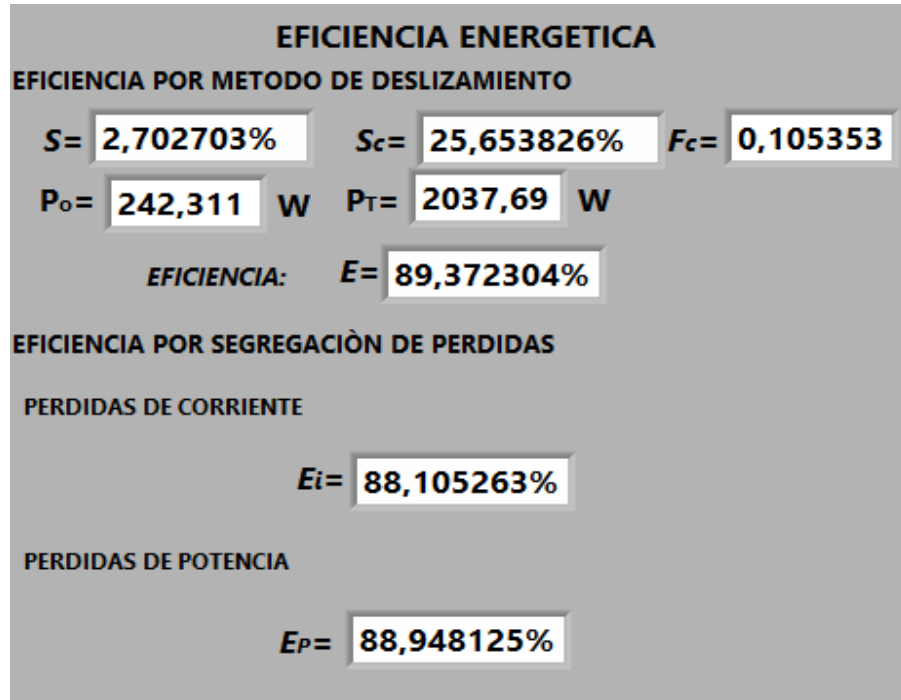 EFICIENCIA ENERGETICA
EFICIENCIA POR METODO DE DESLIZAMIENTO
S= 2,702703% Sc= 25,653826% Fc= 0,105353
Po= 242,311 W PT= 2037,69 W
EFICIENCIA: E= 89,372304%
EFICIENCIA POR SEGREGACIÒN DE PERDIDAS
PERDIDAS DE CORRIENTE
Ei= 88,105263%
PERDIDAS DE POTENCIA
EP= 88,948125%